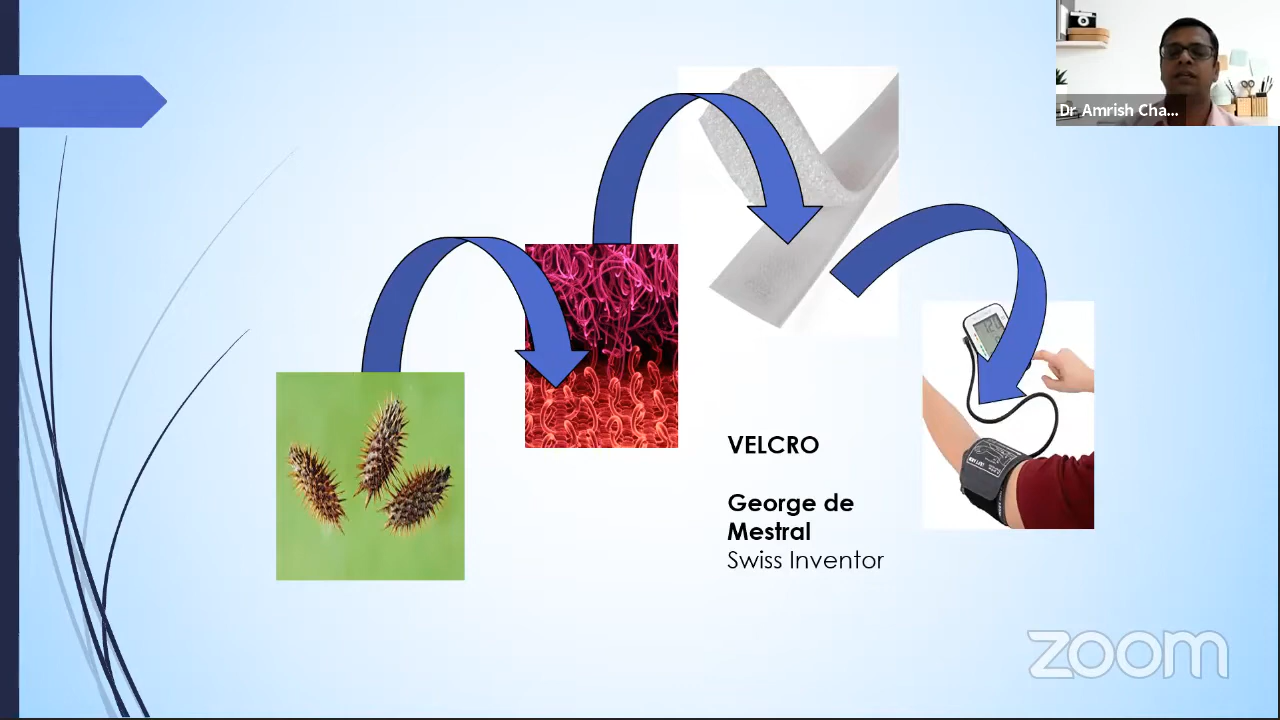 Dr Amrish Cha...
VELCRO
George de
Mestral
Swiss Inventor
zoom